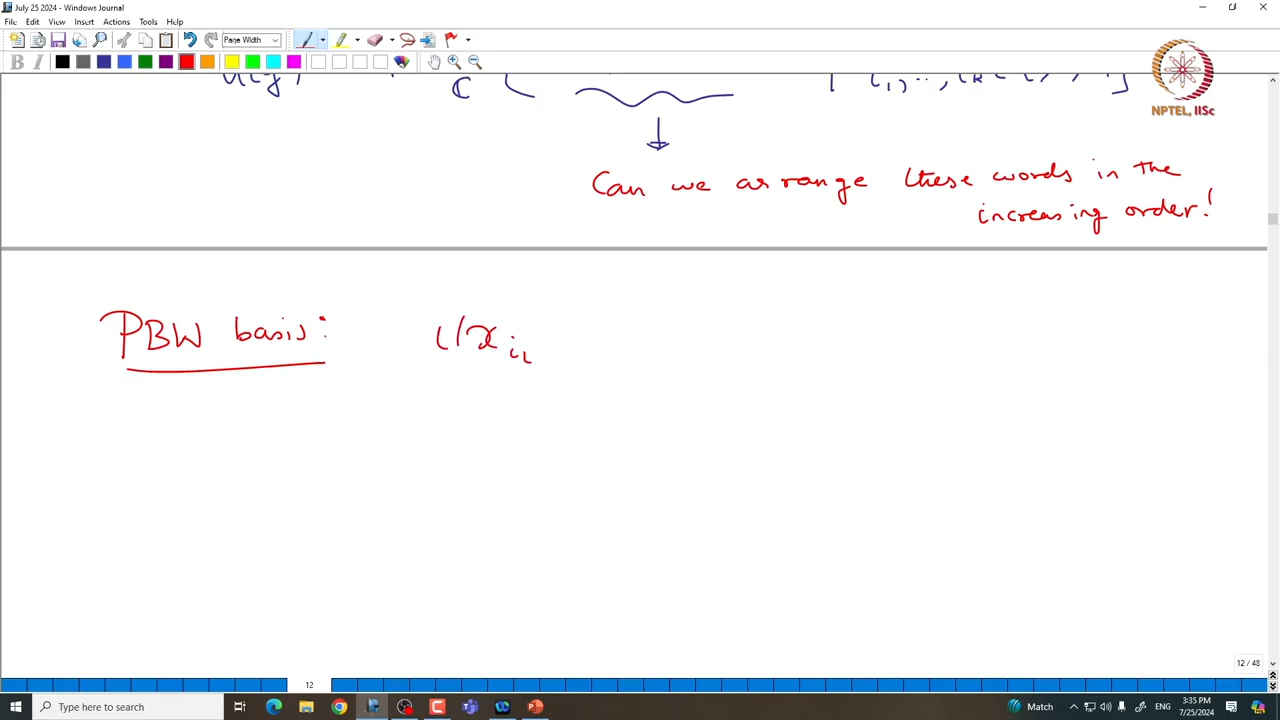 July 25 2024 - Windows Journal
File Edit View Insert Actions Tools Help
Page Width
NPTEL, IISc
ℂ
Can we arrange these words in the
increasing order!
PBW basis:
12 / 48
12
Type here to search
Match
ENG
3:35 PM
7/25/2024